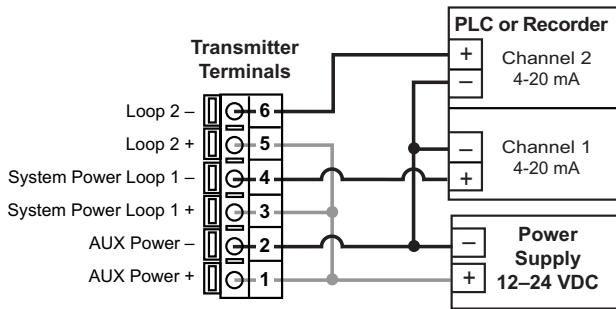 PLC or Recorder
Transmitter
Terminals
+
Channel 2
4-20 mA
–
Loop 2 –
6
Loop 2 +
5
–
Channel 1
4-20 mA
System Power Loop 1 –
4
+
System Power Loop 1 +
3
AUX Power –
2
–
Power
Supply
12–24 VDC
AUX Power +
1
+